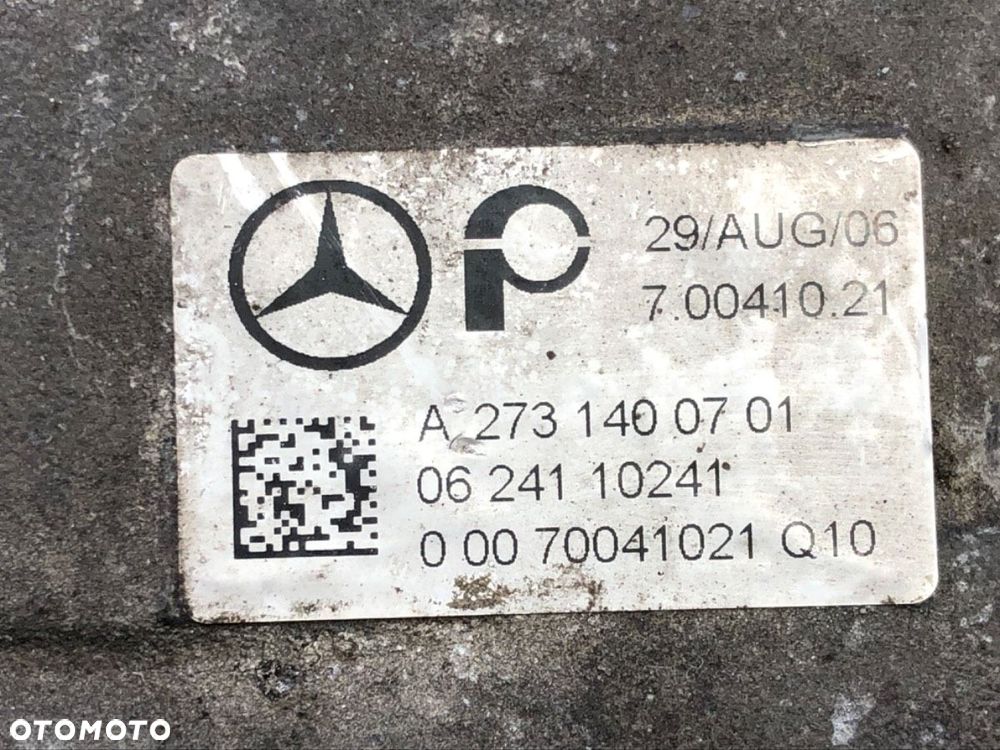 29/AUG/06
7.00410.21
A 273 140 07 01
06 241 10241
0 00 70041021 Q10
OTOMOTO